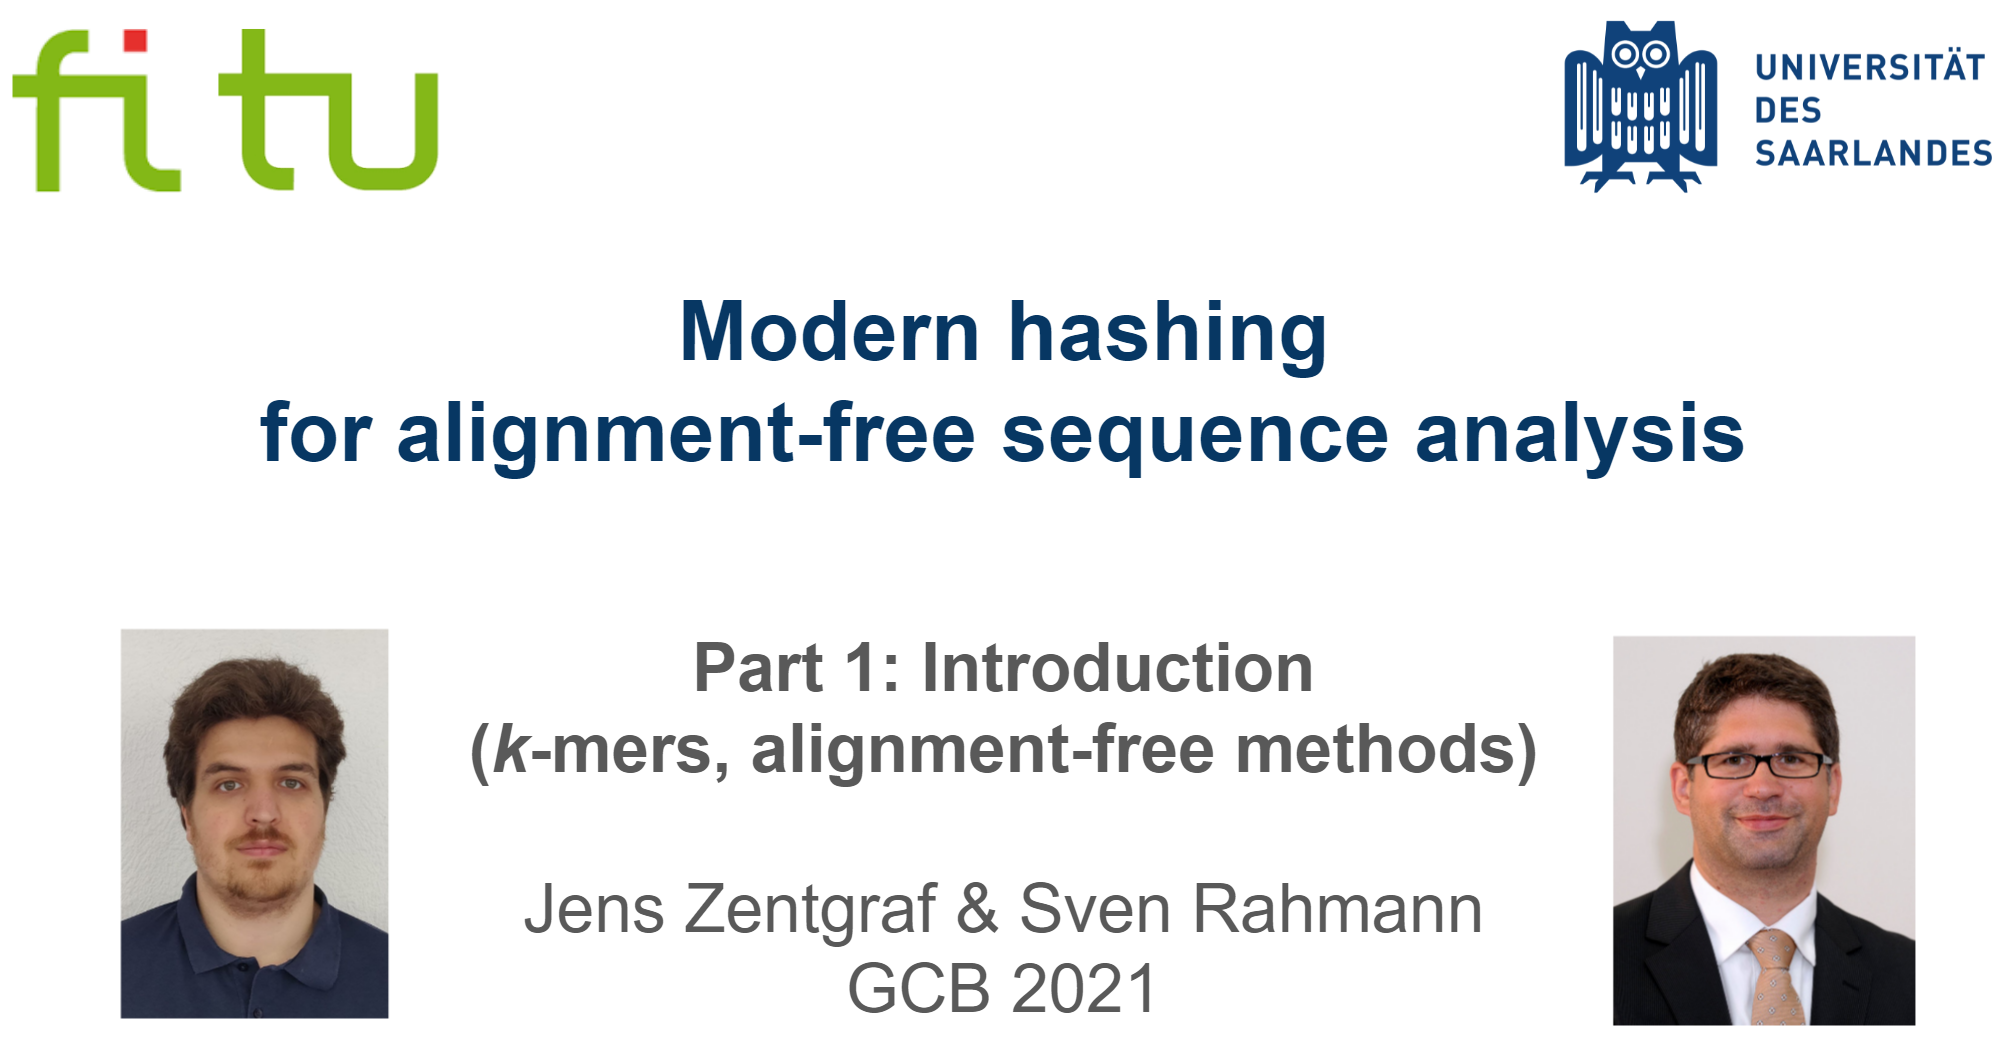 fi tu
UNIVERSITÄT
DES
SAARLANDES
Modern hashing
for alignment-free sequence analysis
Part 1: Introduction
(k-mers, alignment-free methods)
Jens Zentgraf & Sven Rahmann
GCB 2021